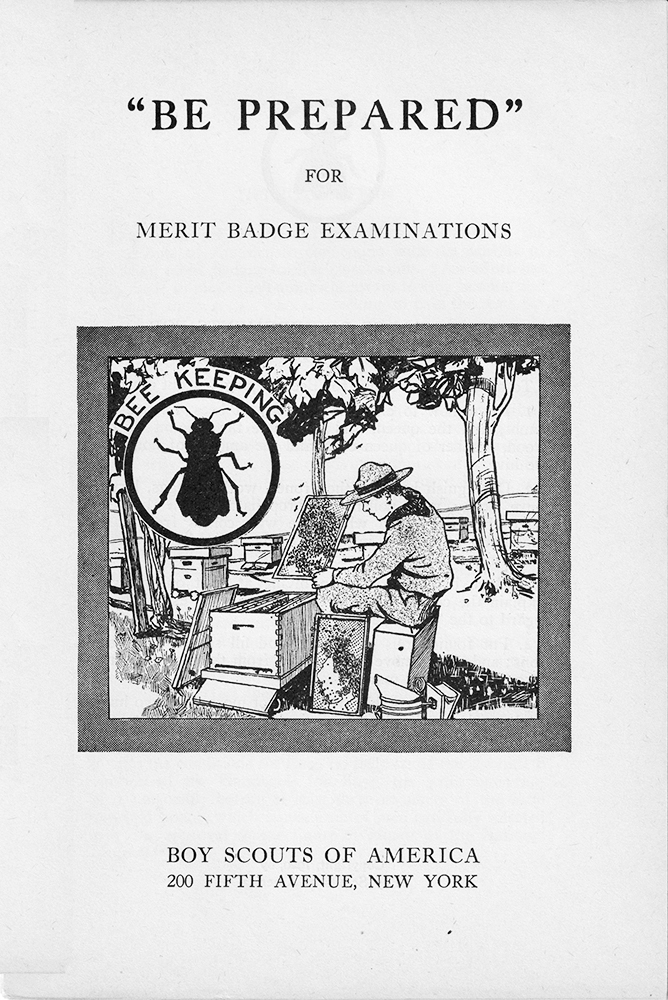 “BE PREPARED”
FOR
MERIT BADGE EXAMINATIONS
BEE KEEPING
BOY SCOUTS OF AMERICA
200 FIFTH AVENUE, NEW YORK